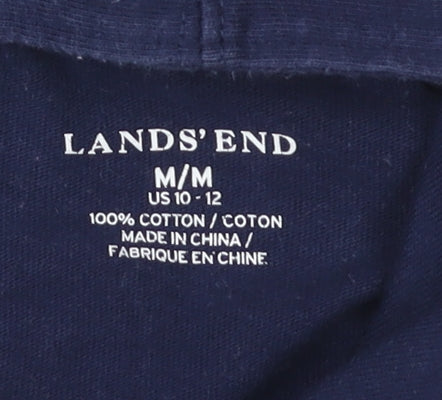 LANDS' END
M/M
US 10 - 12
100% COTTON / COTON
MADE IN CHINA /
FABRIQUE EN CHINE